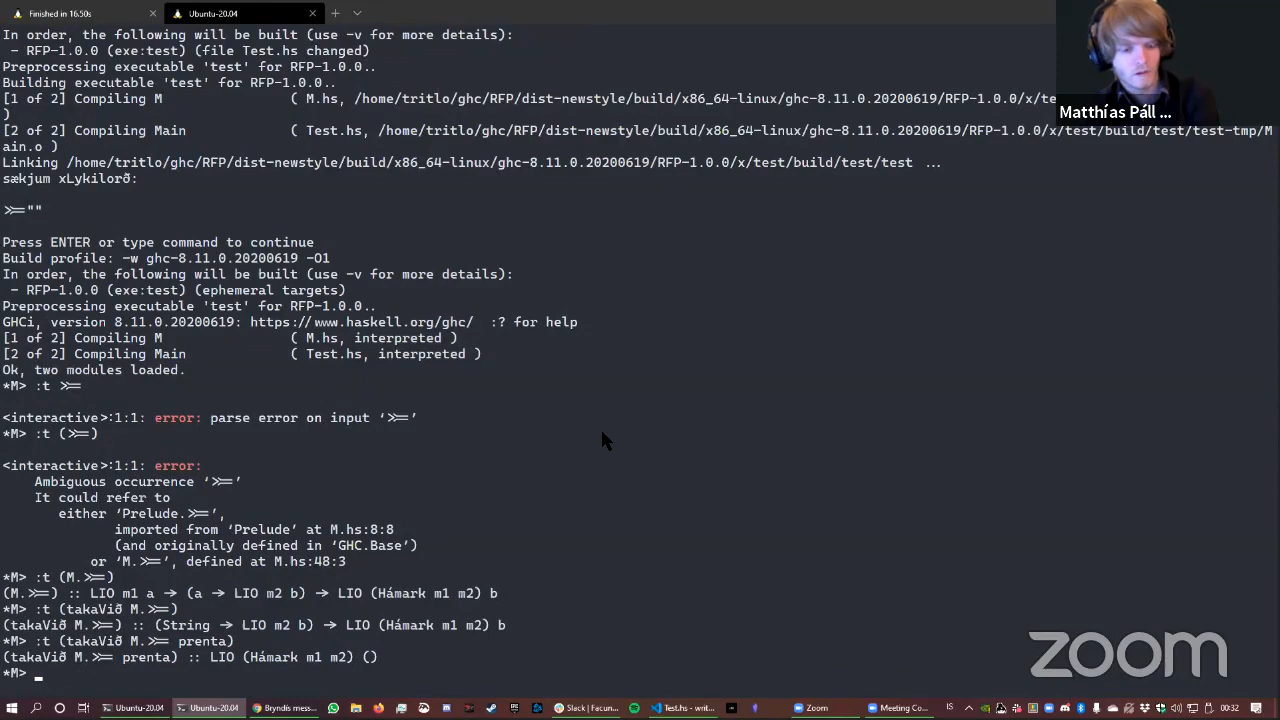 Finished in 16.50s
Ubuntu-20.04
In order, the following will be built (use -v for more details):
- RFP-1.0.0 (exe:test) (file Test.hs changed)
Preprocessing executable 'test' for RFP-1.0.0..
Building executable 'test' for RFP-1.0.0..
[1 of 2] Compiling M ( M.hs, /home/tritlo/ghc/RFP/dist-newstyle/build/x86_64-linux/ghc-8.11.0.20200619/RFP-1.0.0/x/te
)
[2 of 2] Compiling Main ( Test.hs, /home/tritlo/ghc/RFP/dist-newstyle/build/x86_64-linux/ghc-8.11.0.20200619/RFP-1.0.0/x/test/build/test/test-tmp/M
ain.o )
Linking /home/tritlo/ghc/RFP/dist-newstyle/build/x86_64-linux/ghc-8.11.0.20200619/RFP-1.0.0/x/test/build/test/test ...
sækjum xLykilorð:
>>=""
Press ENTER or type command to continue
Build profile: -w ghc-8.11.0.20200619 -O1
In order, the following will be built (use -v for more details):
- RFP-1.0.0 (exe:test) (ephemeral targets)
Preprocessing executable 'test' for RFP-1.0.0..
GHCi, version 8.11.0.20200619: https://www.haskell.org/ghc/ :? for help
[1 of 2] Compiling M ( M.hs, interpreted )
[2 of 2] Compiling Main ( Test.hs, interpreted )
Ok, two modules loaded.
*M> :t >>=
<interactive>:1:1: error: parse error on input ‘>>=’
*M> :t (>>=)
<interactive>:1:1: error:
Ambiguous occurrence ‘>>=’
It could refer to
either ‘Prelude.>>=’,
imported from ‘Prelude’ at M.hs:8:8
(and originally defined in ‘GHC.Base’)
or ‘M.>>=’, defined at M.hs:48:3
*M> :t (M.>>=)
(M.>>=) :: LIO m1 a -> (a -> LIO m2 b) -> LIO (Hámark m1 m2) b
*M> :t (takaVið M.>>=)
(takaVið M.>>=) :: (String -> LIO m2 b) -> LIO (Hámark m1 m2) b
*M> :t (takaVið M.>>= prenta)
(takaVið M.>>= prenta) :: LIO (Hámark m1 m2) ()
*M>
Matthías Páll ...
zoom
Ubuntu-20.04
Ubuntu-20.04
Bryndís mess...
Slack | Facun...
Test.hs - writ...
Zoom
Meeting Co...
IS
00:32